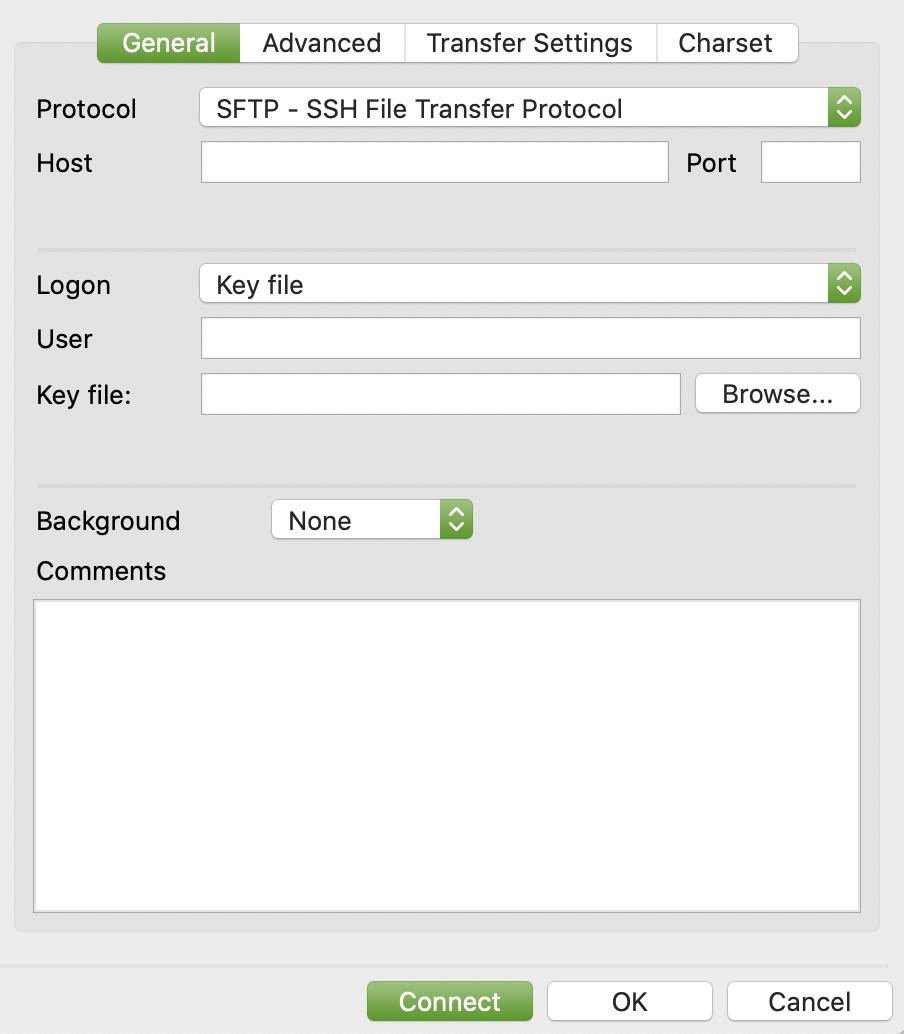 General Advanced Transfer Settings Charset
Protocol SFTP - SSH File Transfer Protocol
Host Port
Logon Key file
User
Key file: Browse...
Background None
Comments
Connect OK Cancel